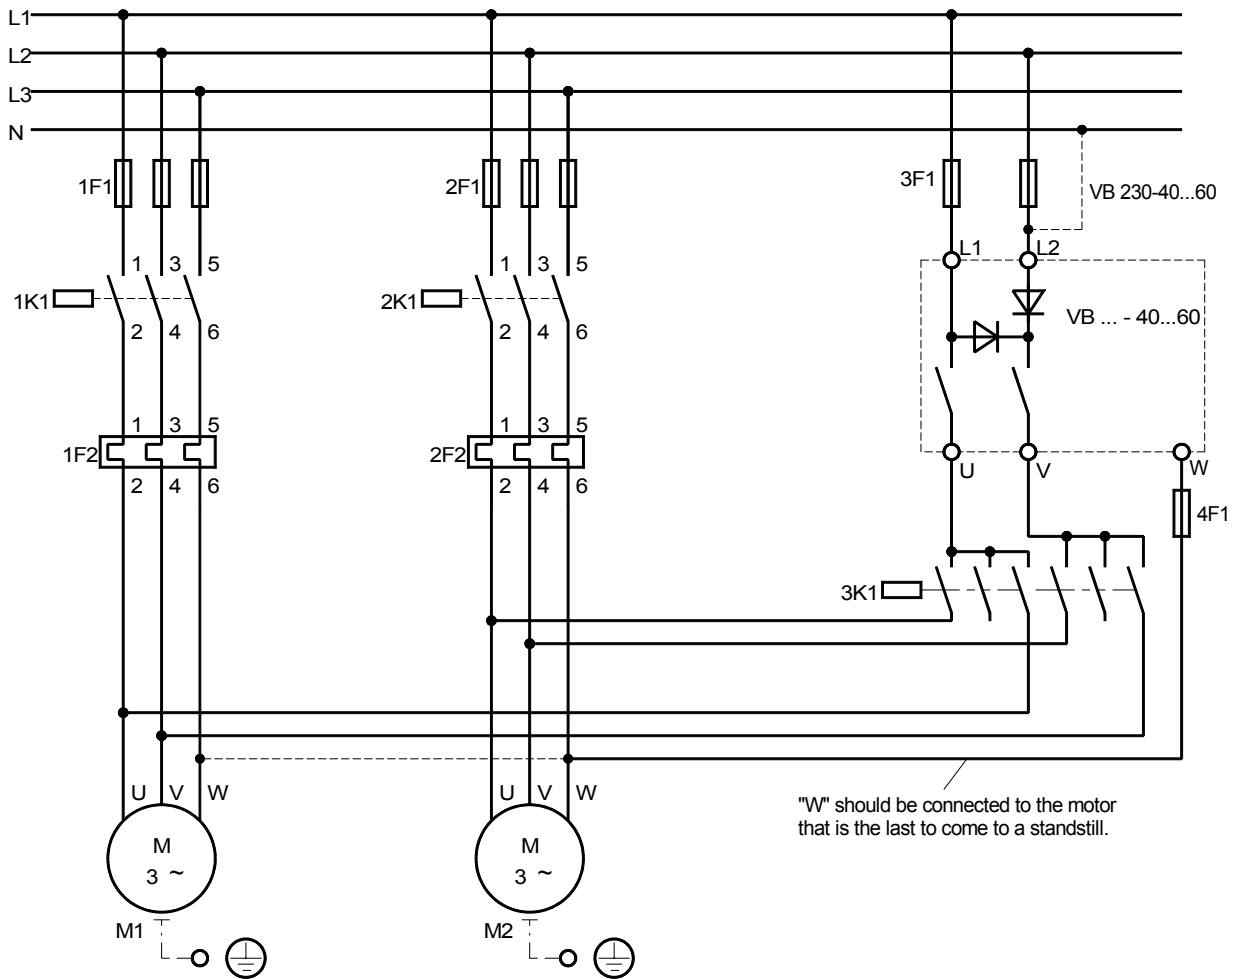 L1
L2
L3
N
1F1
2F1
3F1
VB 230-40...60
1 3 5
1 3 5
L1 L2
1K1
2K1
VB ... - 40...60
2 4 6
2 4 6
1 3 5
1 3 5
1F2
2F2
U V W
2 4 6
2 4 6
4F1
3K1
U V W
U V W
"W" should be connected to the motor
that is the last to come to a standstill.
M
3 ~
M
3 ~
M1
M2